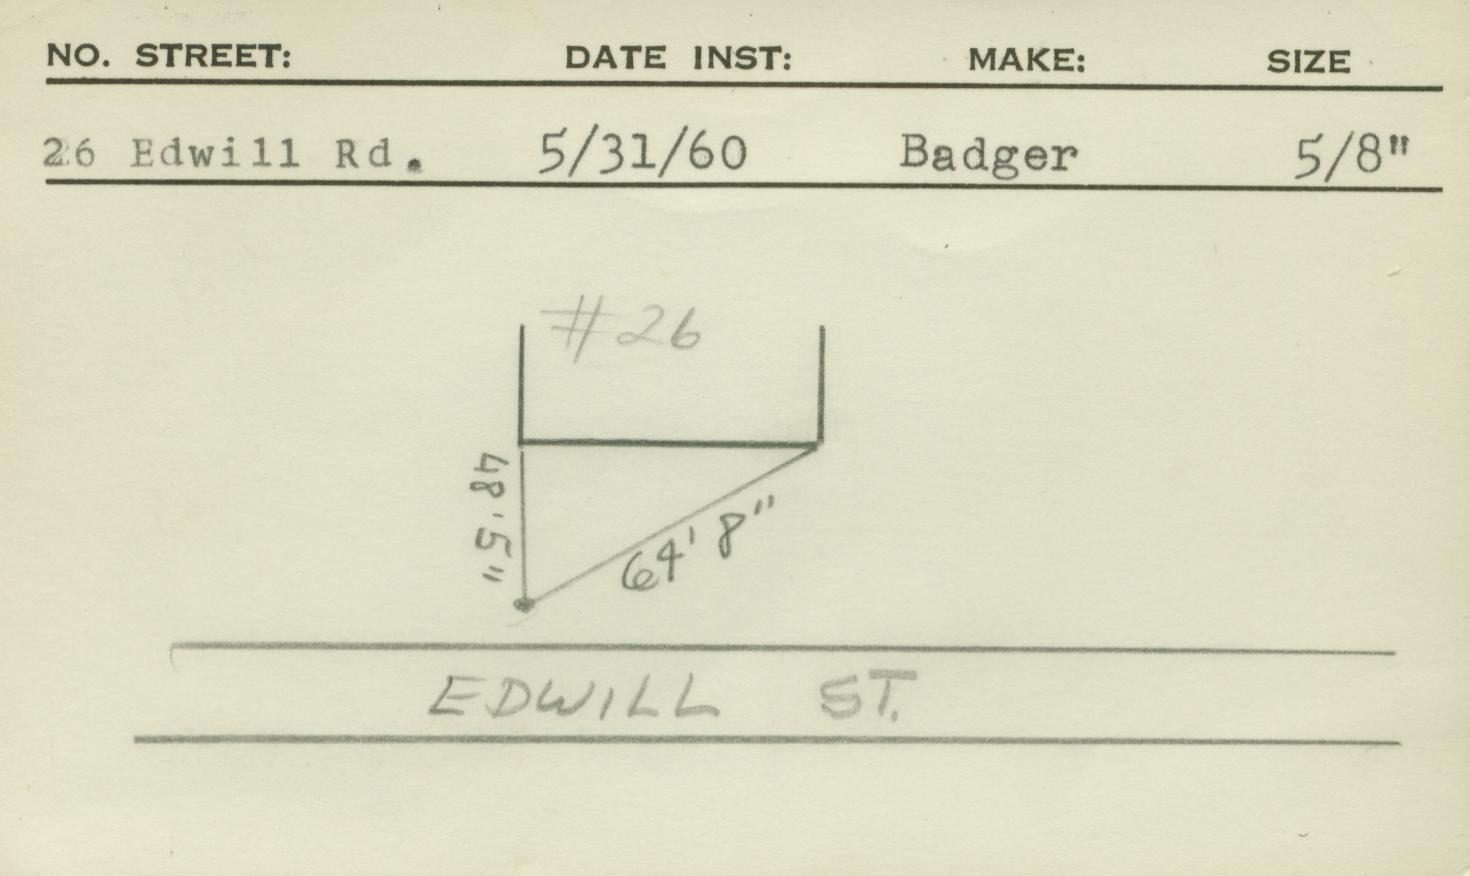 NO. STREET: DATE INST: MAKE: SIZE
26 Edwill Rd. 5/31/60 Badger 5/8"
#26
48'5"
64'8"
EDWILL ST.